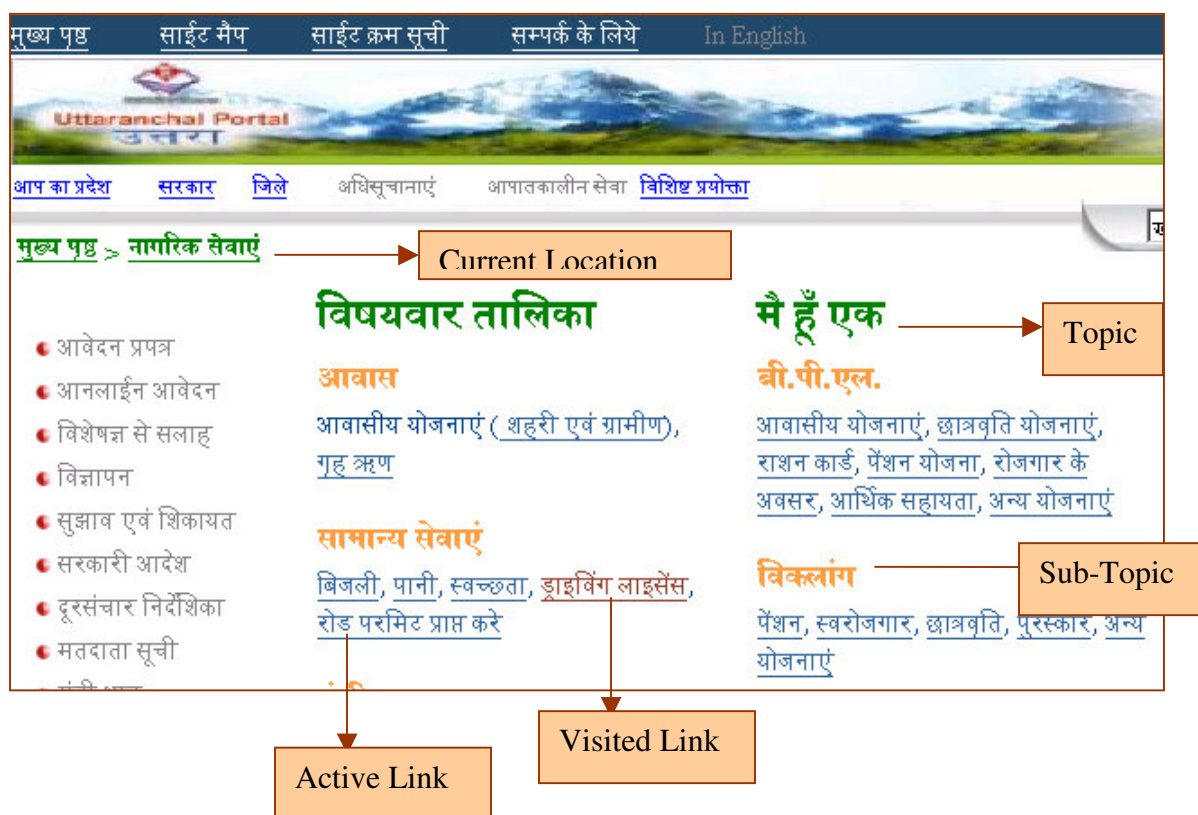 मुख्य पृष्ठ साईट मैप साईट क्रम सूची सम्पर्क के लिये In English
Uttaranchal Portal
उत्तरा
आप का प्रदेश सरकार जिले अधिसूचानाएं आपातकालीन सेवा विशिष्ट प्रयोक्ता
मुख्य पृष्ठ > नागरिक सेवाएं
Current Location
आवेदन प्रपत्र
आनलाईन आवेदन
विशेषज्ञ से सलाह
विज्ञापन
सुझाव एवं शिकायत
सरकारी आदेश
दूरसंचार निर्देशिका
मतदाता सूची
विषयवार तालिका
आवास
आवासीय योजनाएं ( शहरी एवं ग्रामीण),
गृह ऋण
सामान्य सेवाएं
बिजली, पानी, स्वच्छता, ड्राइविंग लाइसेंस,
रोड परमिट प्राप्त करे
मै हूँ एक
Topic
बी.पी.एल.
आवासीय योजनाएं, छात्रवृति योजनाएं,
राशन कार्ड, पेंशन योजना, रोजगार के
अवसर, आर्थिक सहायता, अन्य योजनाएं
विकलांग
Sub-Topic
पेंशन, स्वरोजगार, छात्रवृति, पुरस्कार, अन्य
योजनाएं
Visited Link
Active Link